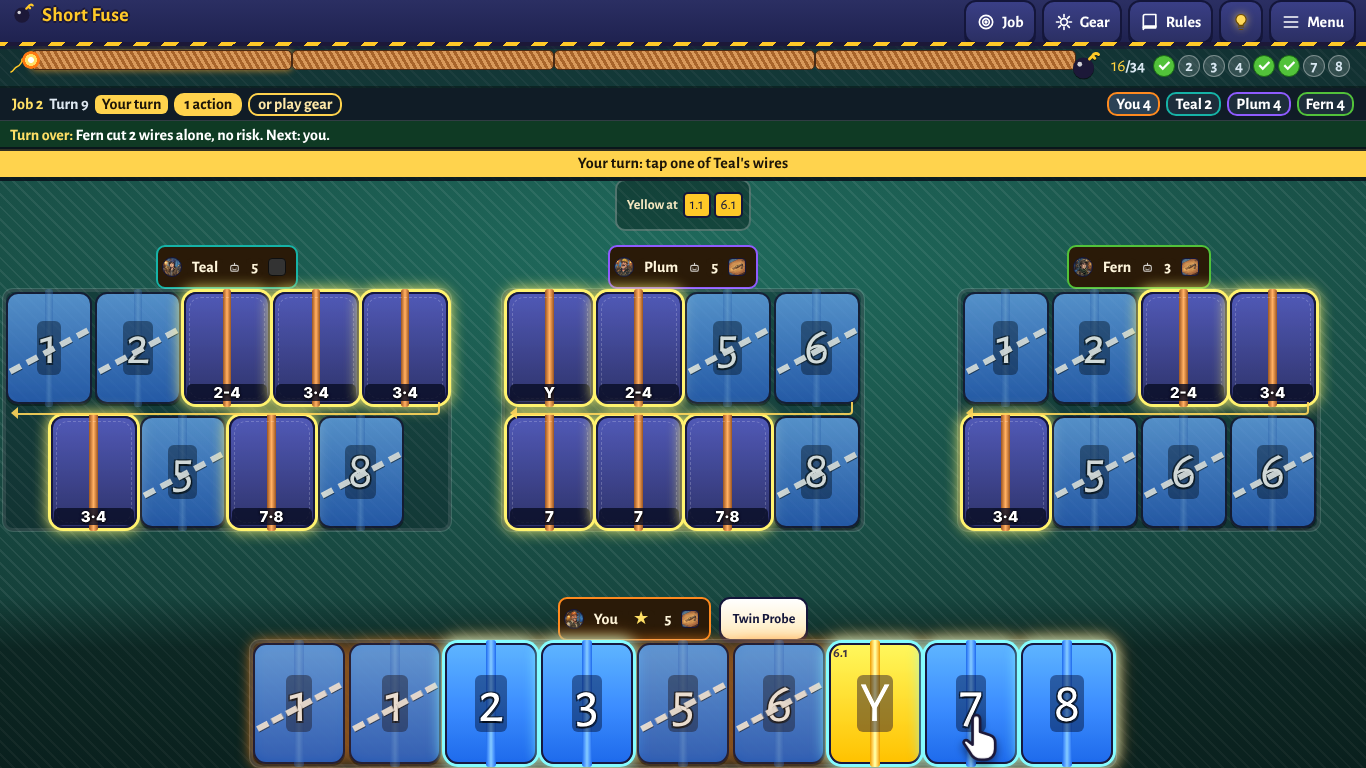 Short Fuse
Job
Gear
Rules
Menu
16/34 2 3 4 7 8
Job 2 Turn 9 Your turn 1 action or play gear
You 4 Teal 2 Plum 4 Fern 4
Turn over: Fern cut 2 wires alone, no risk. Next: you.
Your turn: tap one of Teal's wires
Yellow at 1.1 6.1
Teal 5
Plum 5
Fern 3
1 2 2-4 3·4 3·4
Y 2-4 5 6
1 2 2-4 3·4
3·4 5 7·8 8
7 7 7·8 8
3·4 5 6 6
You 5
Twin Probe
1 1 2 3 5 6 6.1 Y 7 8